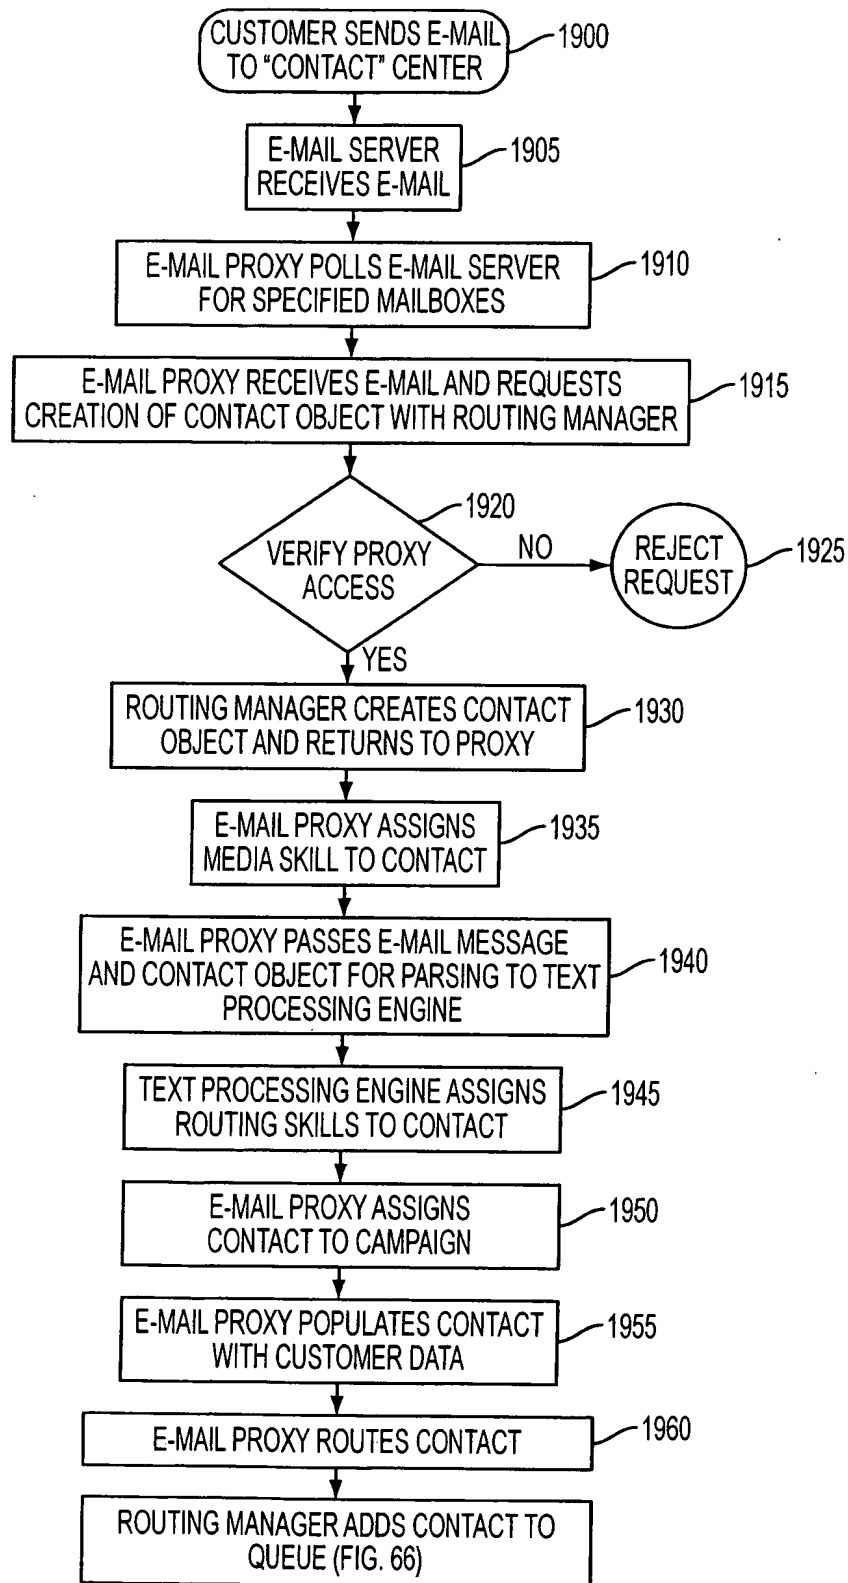 CUSTOMER SENDS E-MAIL
TO "CONTACT" CENTER
1900
E-MAIL SERVER
RECEIVES E-MAIL
1905
E-MAIL PROXY POLLS E-MAIL SERVER
FOR SPECIFIED MAILBOXES
1910
E-MAIL PROXY RECEIVES E-MAIL AND REQUESTS
CREATION OF CONTACT OBJECT WITH ROUTING MANAGER
1915
VERIFY PROXY
ACCESS
1920
NO
REJECT
REQUEST
1925
YES
ROUTING MANAGER CREATES CONTACT
OBJECT AND RETURNS TO PROXY
1930
E-MAIL PROXY ASSIGNS
MEDIA SKILL TO CONTACT
1935
E-MAIL PROXY PASSES E-MAIL MESSAGE
AND CONTACT OBJECT FOR PARSING TO TEXT
PROCESSING ENGINE
1940
TEXT PROCESSING ENGINE ASSIGNS
ROUTING SKILLS TO CONTACT
1945
E-MAIL PROXY ASSIGNS
CONTACT TO CAMPAIGN
1950
E-MAIL PROXY POPULATES CONTACT
WITH CUSTOMER DATA
1955
E-MAIL PROXY ROUTES CONTACT
1960
ROUTING MANAGER ADDS CONTACT TO
QUEUE (FIG. 66)